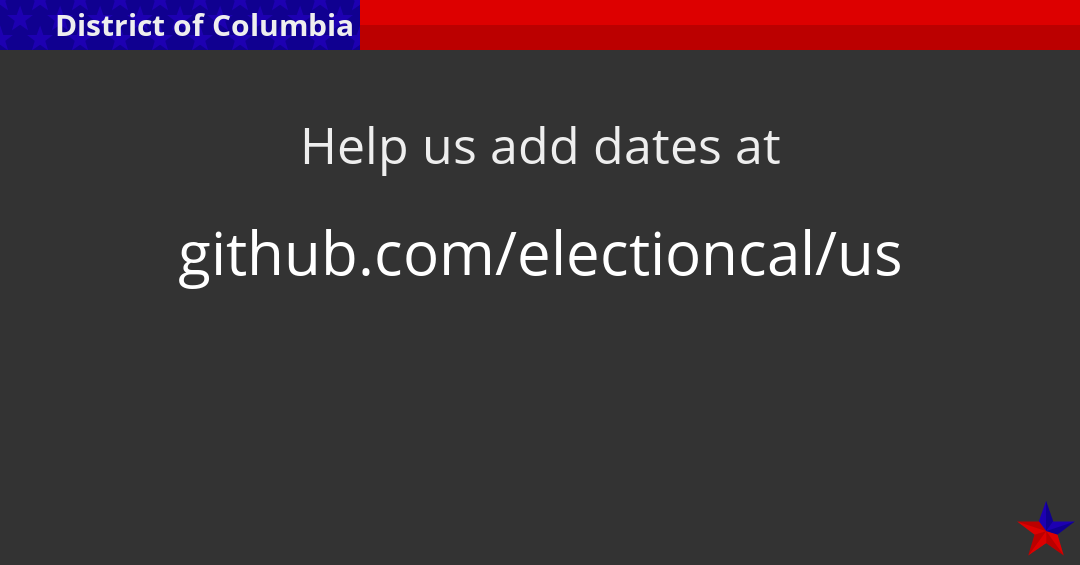 District of Columbia
Help us add dates at
github.com/electioncal/us